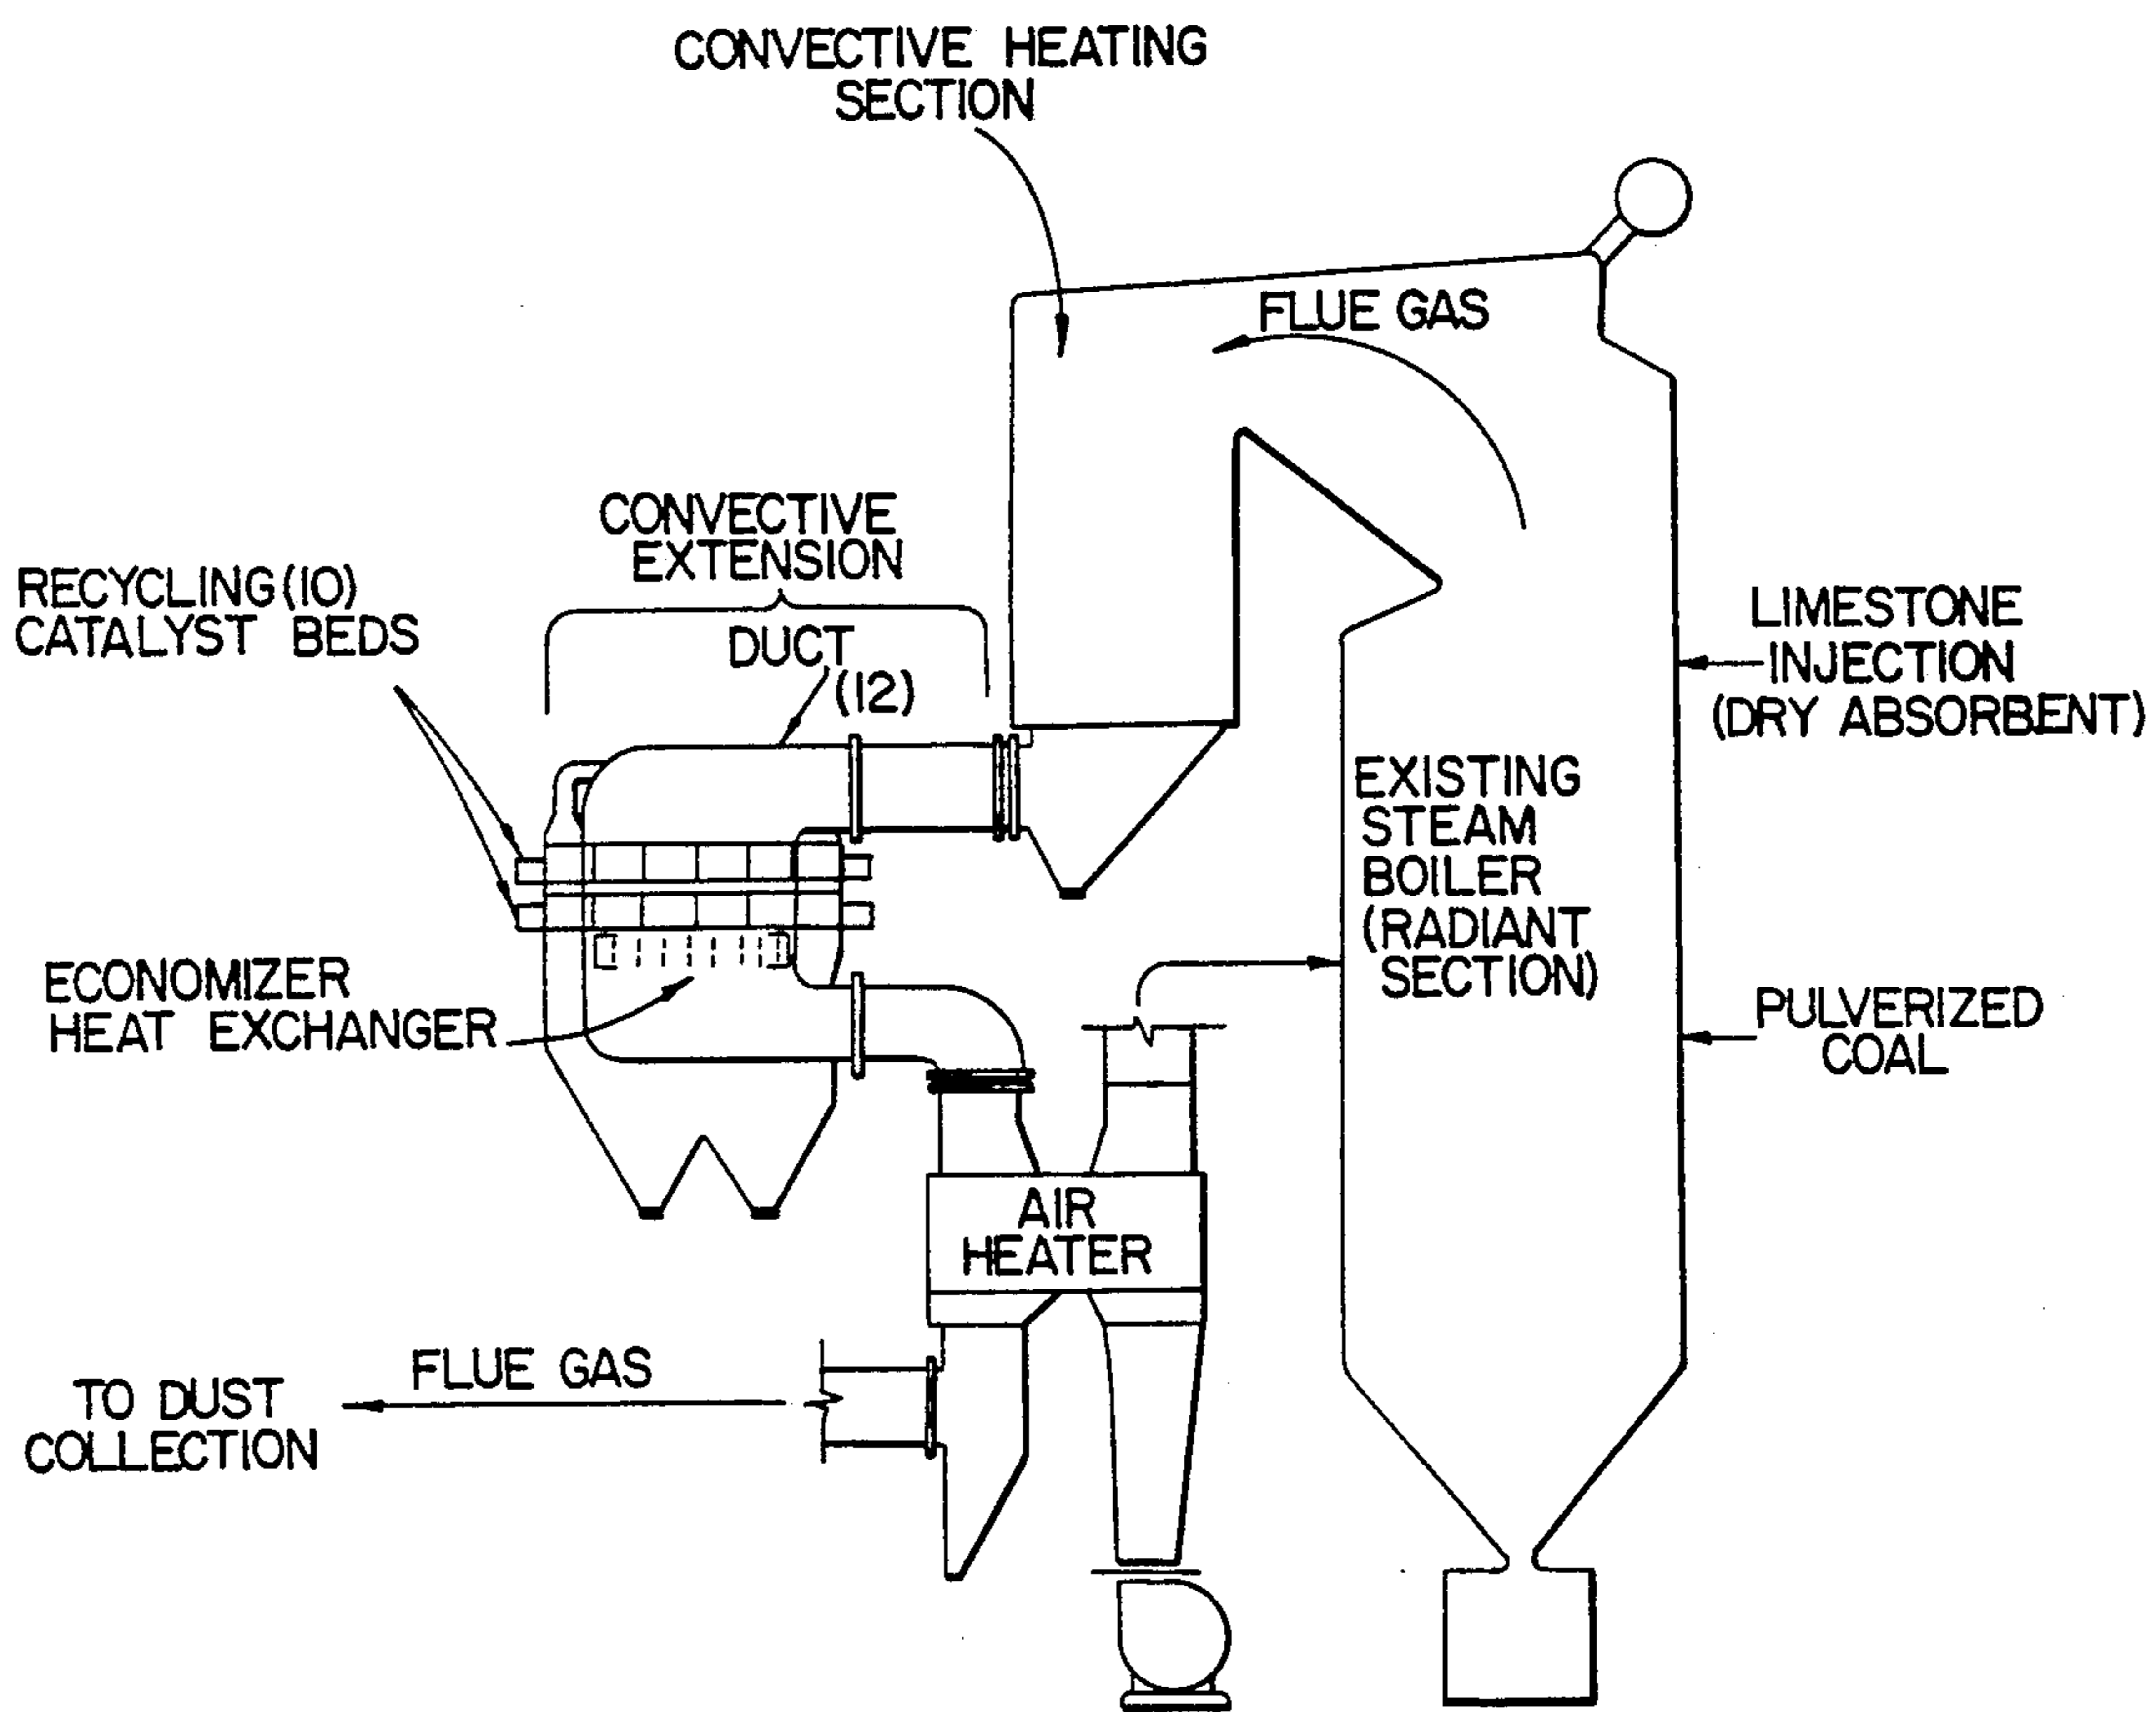 CONVECTIVE HEATING
SECTION
FLUE GAS
CONVECTIVE
EXTENSION
RECYCLING(10)
CATALYST BEDS
DUCT
(12)
LIMESTONE
INJECTION
(DRY ABSORBENT)
EXISTING
STEAM
BOILER
(RADIANT
SECTION)
ECONOMIZER
HEAT EXCHANGER
PULVERIZED
COAL
AIR
HEATER
FLUE GAS
TO DUST
COLLECTION